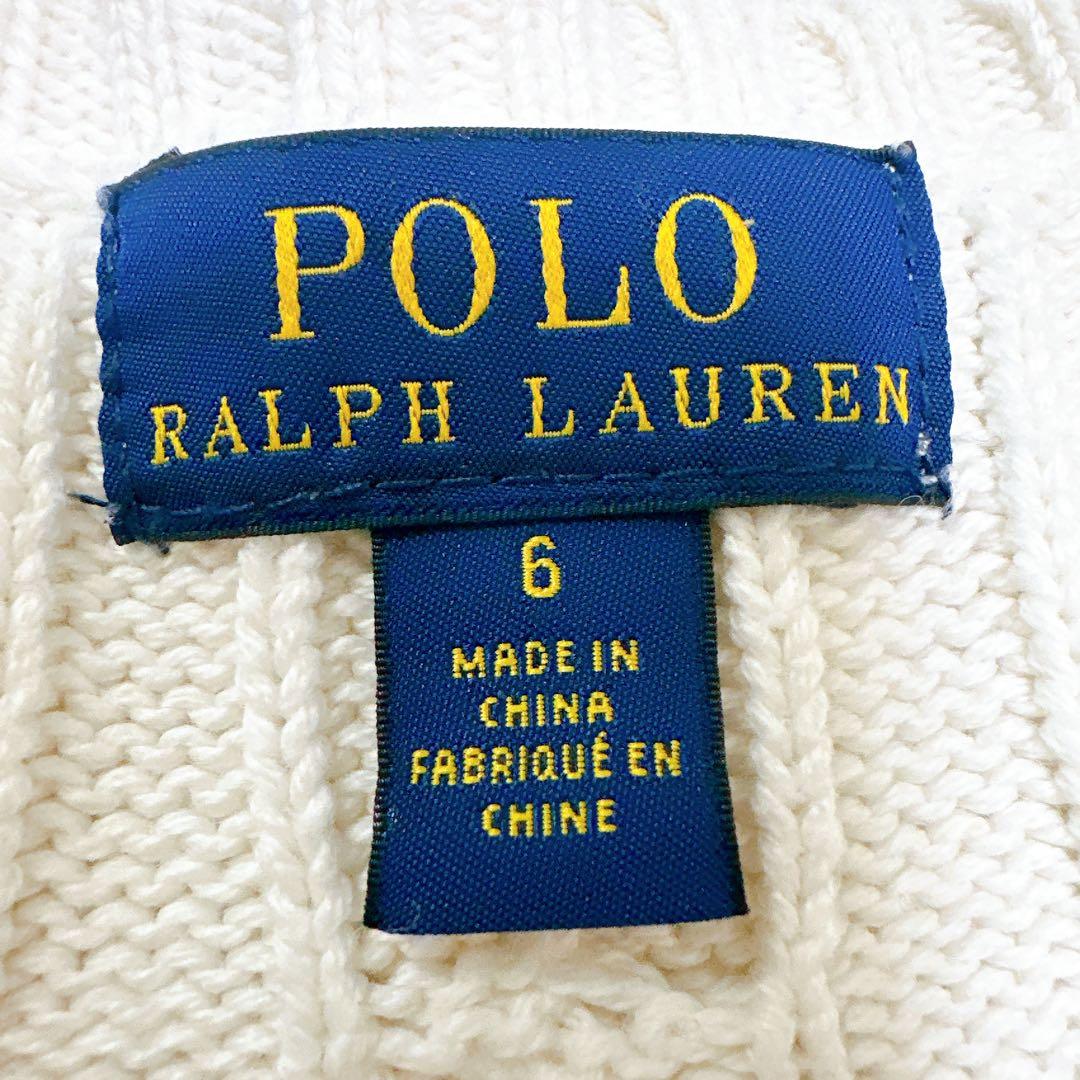 POLO
RALPH LAUREN
6
MADE IN
CHINA
FABRIQUÉ EN
CHINE